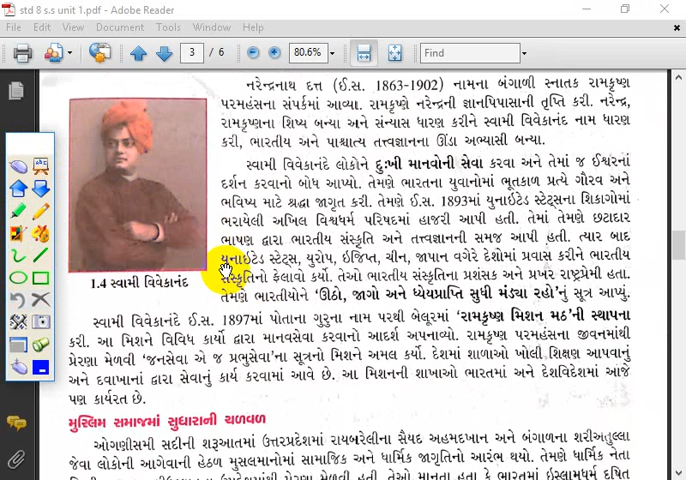 std 8 s.s unit 1.pdf - Adobe Reader
File Edit View Document Tools Window Help
3 / 6 80.6% Find
નરેન્દ્રનાથ દત્ત (ઈ.સ. 1863-1902) નામના બંગાળી સ્નાતક રામકૃષ્ણ
પરમહંસના સંપર્કમાં આવ્યા. રામકૃષ્ણે નરેન્દ્રની જ્ઞાનપિપાસાની તૃપ્તિ કરી. નરેન્દ્ર,
રામકૃષ્ણના શિષ્ય બન્યા અને સંન્યાસ ધારણ કરીને સ્વામી વિવેકાનંદ નામ ધારણ
કરી, ભારતીય અને પાશ્ચાત્ય તત્ત્વજ્ઞાનના ઊંડા અભ્યાસી બન્યા.
સ્વામી વિવેકાનંદે લોકોને દુઃખી માનવોની સેવા કરવા અને તેમાં જ ઈશ્વરનાં
દર્શન કરવાનો બોધ આપ્યો. તેમણે ભારતના યુવાનોમાં ભૂતકાળ પ્રત્યે ગૌરવ અને
ભવિષ્ય માટે શ્રદ્ધા જાગૃત કરી. તેમણે ઈ.સ. 1893માં યુનાઈટેડ સ્ટેટ્સના શિકાગોમાં
ભરાયેલી અખિલ વિશ્વધર્મ પરિષદમાં હાજરી આપી હતી. તેમાં તેમણે છટાદાર
ભાષણ દ્વારા ભારતીય સંસ્કૃતિ અને તત્ત્વજ્ઞાનની સમજ આપી હતી. ત્યાર બાદ
યુનાઈટેડ સ્ટેટ્સ, યુરોપ, ઇજિપ્ત, ચીન, જાપાન વગેરે દેશોમાં પ્રવાસ કરીને ભારતીય
સંસ્કૃતિનો ફેલાવો કર્યો. તેઓ ભારતીય સંસ્કૃતિના પ્રશંસક અને પ્રખર રાષ્ટ્રપ્રેમી હતા.
તેમણે ભારતીયોને 'ઊઠો, જાગો અને ધ્યેયપ્રાપ્તિ સુધી મંડ્યા રહો'નું સૂત્ર આપ્યું.
1.4 સ્વામી વિવેકાનંદ
સ્વામી વિવેકાનંદે ઈ.સ. 1897માં પોતાના ગુરુના નામ પરથી બેલૂરમાં 'રામકૃષ્ણ મિશન મઠ'ની સ્થાપના
કરી. આ મિશને વિવિધ કાર્યો દ્વારા માનવસેવા કરવાનો આદર્શ અપનાવ્યો. રામકૃષ્ણ પરમહંસના જીવનમાંથી
પ્રેરણા મેળવી 'જનસેવા એ જ પ્રભુસેવા'ના સૂત્રનો મિશને અમલ કર્યો. દેશમાં શાળાઓ ખોલી શિક્ષણ આપવાનું
અને દવાખાનાં દ્વારા સેવાનું કાર્ય કરવામાં આવે છે. આ મિશનની શાખાઓ ભારતમાં અને દેશવિદેશમાં આજે
પણ કાર્યરત છે.
મુસ્લિમ સમાજમાં સુધારાની ચળવળ
ઓગણીસમી સદીની શરૂઆતમાં ઉત્તરપ્રદેશમાં રાયબરેલીના સૈયદ અહમદખાન અને બંગાળના શરીઅતુલ્લા
જેવા લોકોની આગેવાની હેઠળ મુસલમાનોમાં સામાજિક અને ધાર્મિક જાગૃતિનો આરંભ થયો. તેમણે ધાર્મિક નેતા